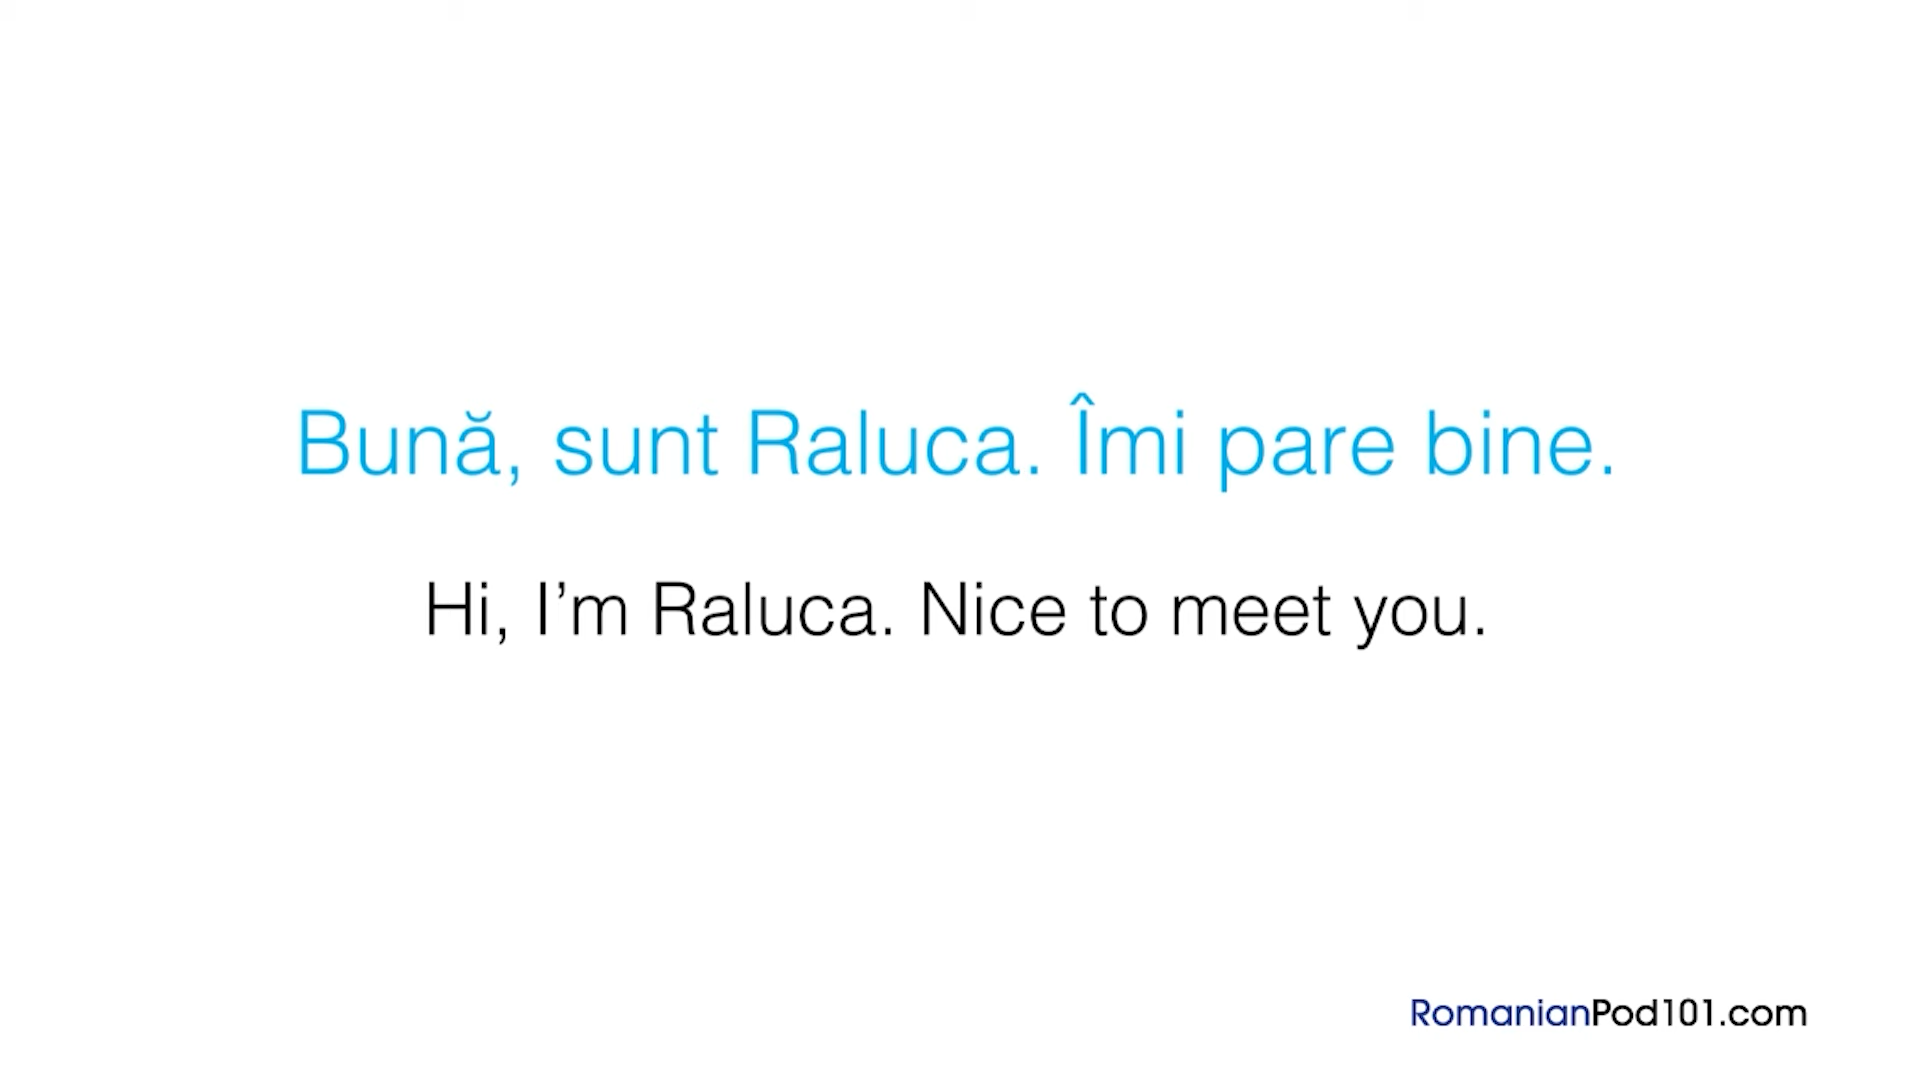 Bună, sunt Raluca. Îmi pare bine.
Hi, I’m Raluca. Nice to meet you.
RomanianPod101.com